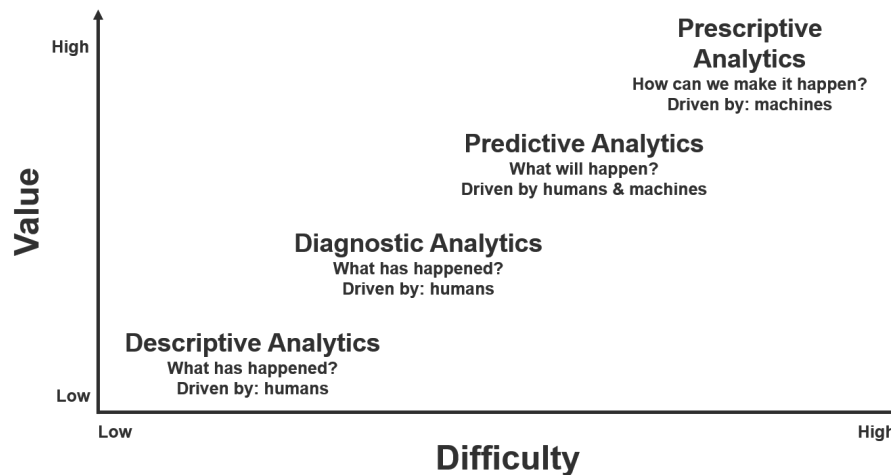 High
Prescriptive
Analytics
How can we make it happen?
Driven by: machines
Predictive Analytics
What will happen?
Driven by humans & machines
Value
Diagnostic Analytics
What has happened?
Driven by: humans
Descriptive Analytics
What has happened?
Driven by: humans
Low
Low
High
Difficulty